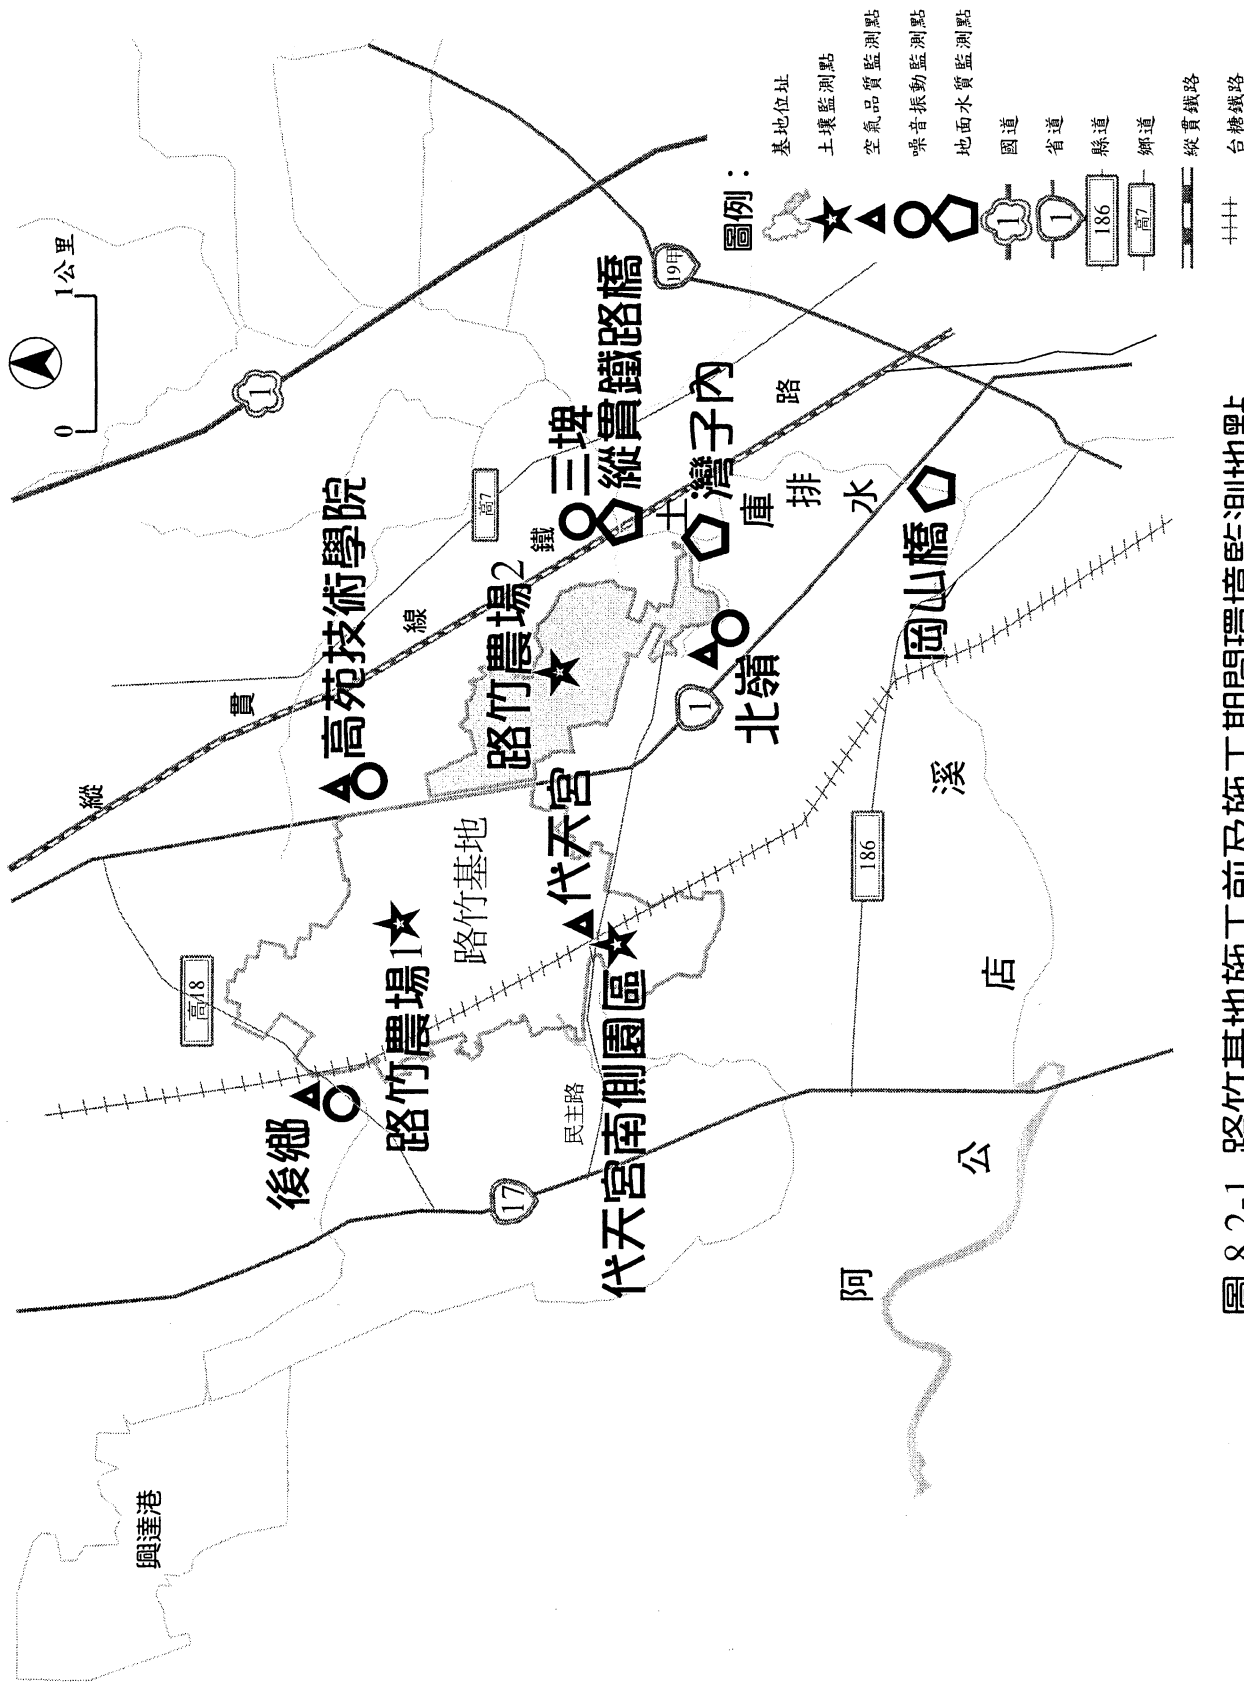 0 1公里
1
19甲
高7
三埤
縱貫鐵路橋
灣子內
高苑技術學院
縱
貫
線
鐵
路
路竹農場2
土
庫
排
水
岡山橋
北嶺
1
代天宮
路竹基地
路竹農場1
高18
後鄉
代天宮南側園區
民主路
17
186
阿
公
店
溪
興達港
圖例：
基地位址
土壤監測點
空氣品質監測點
噪音振動監測點
地面水質監測點
1 國道
1 省道
186 縣道
高7 鄉道
縱貫鐵路
台糖鐵路
圖 8.2-1 路竹基地施工前及施工期間環境監測地點